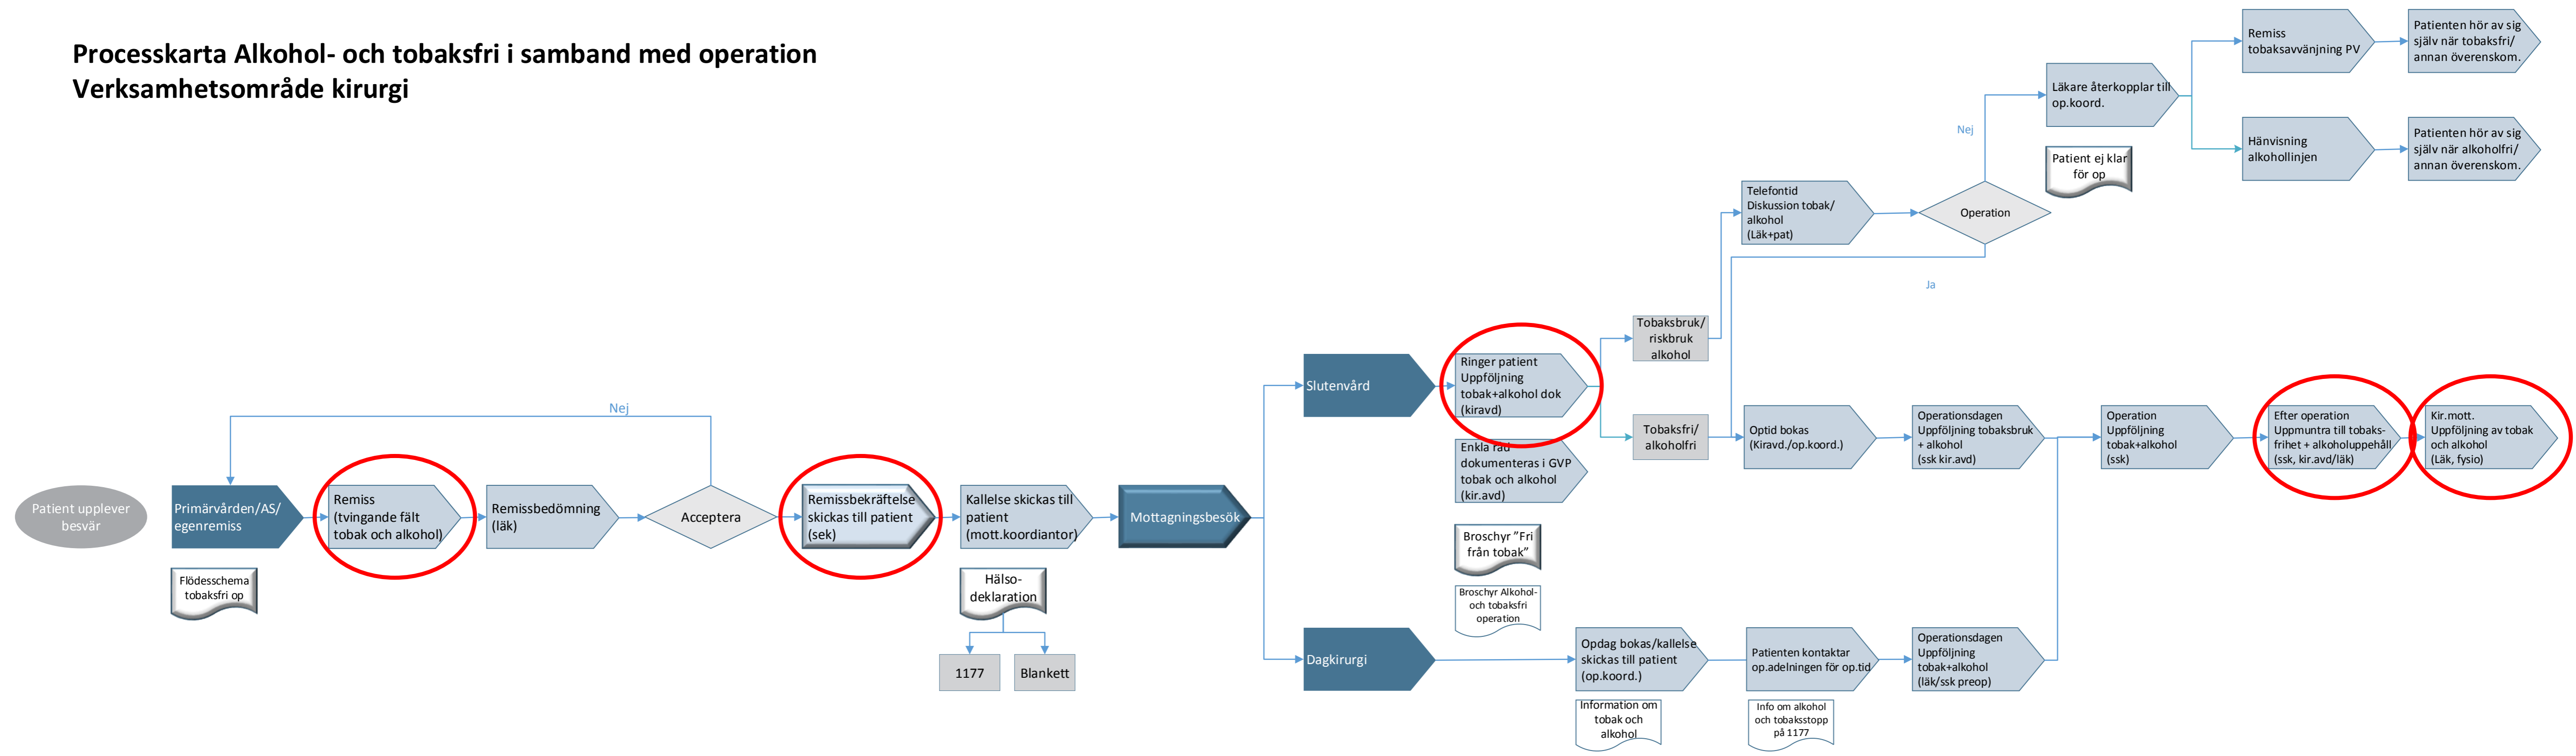 Processkarta Alkohol- och tobaksfri i samband med operation
Verksamhetsområde kirurgi
Patient upplever
besvär
Primärvården/AS/
egenremiss
Flödesschema
tobaksfri op
Nej
Remiss
(tvingande fält
tobak och alkohol)
Remissbedömning
(läk)
Acceptera
Remissbekräftelse
skickas till patient
(sek)
Kallelse skickas till
patient
(mott.koordiantor)
Hälso-
deklaration
1177
Blankett
Mottagningsbesök
Slutenvård
Ringer patient
Uppföljning
tobak+alkohol dok
(kiravd)
Enkla råd
dokumenteras i GVP
tobak och alkohol
(kir.avd)
Broschyr ”Fri
från tobak”
Broschyr Alkohol-
och tobaksfri
operation
Tobaksbruk/
riskbruk
alkohol
Tobaksfri/
alkoholfri
Telefontid
Diskussion tobak/
alkohol
(Läk+pat)
Operation
Nej
Ja
Läkare återkopplar till
op.koord.
Patient ej klar
för op
Remiss
tobaksavvänjning PV
Patienten hör av sig
själv när tobaksfri/
annan överenskom.
Hänvisning
alkohollinjen
Patienten hör av sig
själv när alkoholfri/
annan överenskom.
Optid bokas
(Kiravd./op.koord.)
Operationsdagen
Uppföljning tobaksbruk
+ alkohol
(ssk kir.avd)
Operation
Uppföljning
tobak+alkohol
(ssk)
Efter operation
Uppmuntra till tobaks-
frihet + alkoholuppehåll
(ssk, kir.avd/läk)
Kir.mott.
Uppföljning av tobak
och alkohol
(Läk, fysio)
Dagkirurgi
Opdag bokas/kallelse
skickas till patient
(op.koord.)
Information om
tobak och
alkohol
Patienten kontaktar
op.adelningen för op.tid
Info om alkohol
och tobaksstopp
på 1177
Operationsdagen
Uppföljning
tobak+alkohol
(läk/ssk preop)